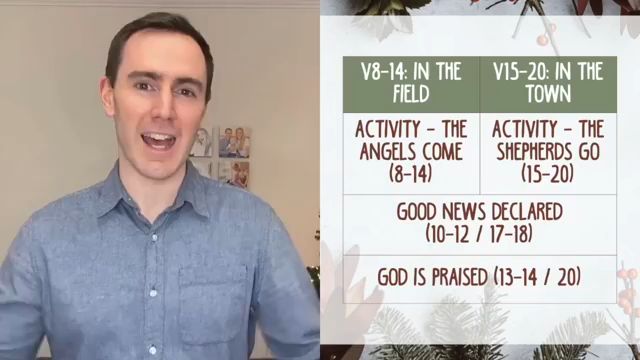 V8-14: IN THE
FIELD
V15-20: IN THE
TOWN
ACTIVITY - THE
ANGELS COME
(8-14)
ACTIVITY - THE
SHEPHERDS GO
(15-20)
GOOD NEWS DECLARED
(10-12 / 17-18)
GOD IS PRAISED (13-14 / 20)